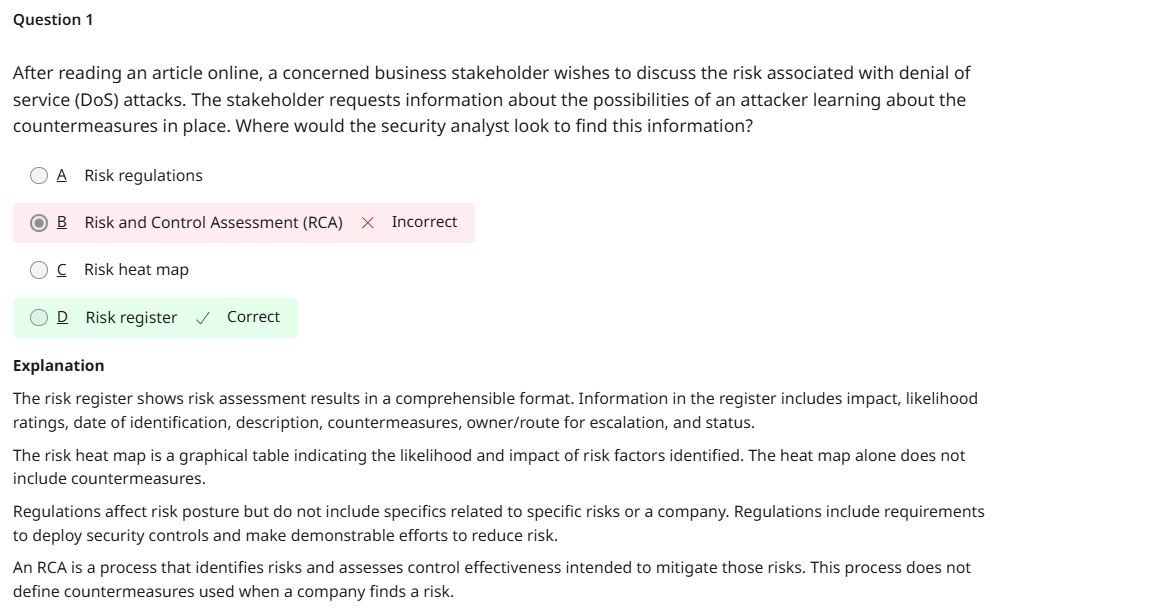 Question 1
After reading an article online, a concerned business stakeholder wishes to discuss the risk associated with denial of
service (DoS) attacks. The stakeholder requests information about the possibilities of an attacker learning about the
countermeasures in place. Where would the security analyst look to find this information?
A Risk regulations
B Risk and Control Assessment (RCA) Incorrect
C Risk heat map
D Risk register Correct
Explanation
The risk register shows risk assessment results in a comprehensible format. Information in the register includes impact, likelihood
ratings, date of identification, description, countermeasures, owner/route for escalation, and status.
The risk heat map is a graphical table indicating the likelihood and impact of risk factors identified. The heat map alone does not
include countermeasures.
Regulations affect risk posture but do not include specifics related to specific risks or a company. Regulations include requirements
to deploy security controls and make demonstrable efforts to reduce risk.
An RCA is a process that identifies risks and assesses control effectiveness intended to mitigate those risks. This process does not
define countermeasures used when a company finds a risk.